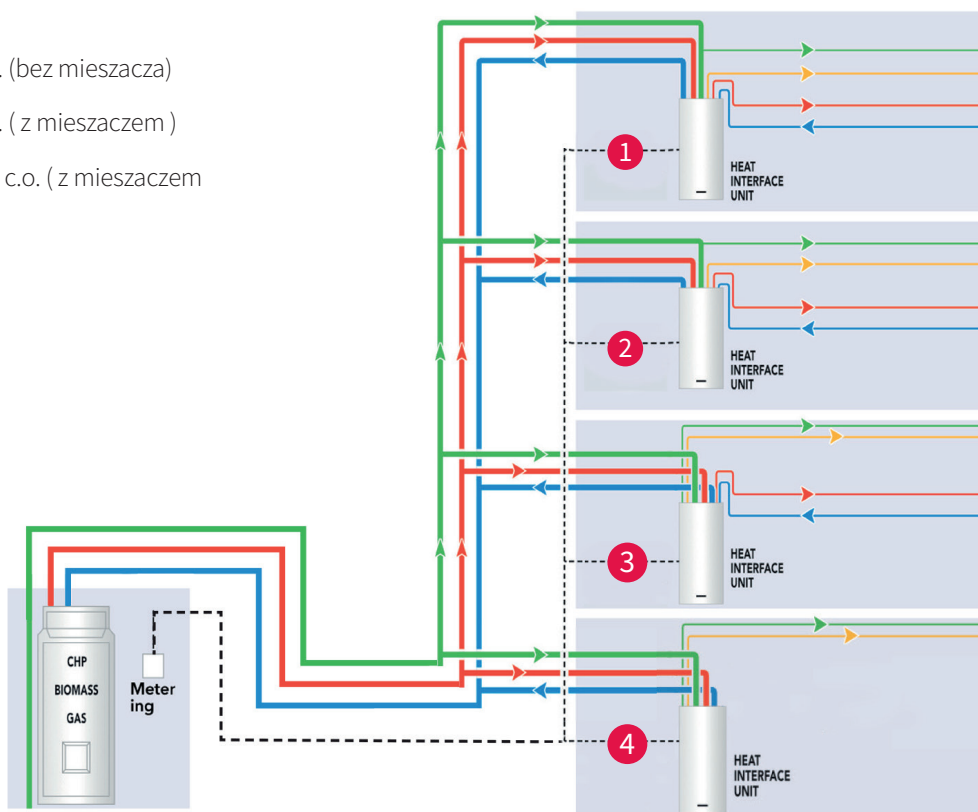 . (bez mieszacza)
. ( z mieszaczem )
c.o. ( z mieszaczem
1
HEAT
INTERFACE
UNIT
2
HEAT
INTERFACE
UNIT
3
HEAT
INTERFACE
UNIT
CHP
BIOMASS
GAS
Meter
ing
4
HEAT
INTERFACE
UNIT